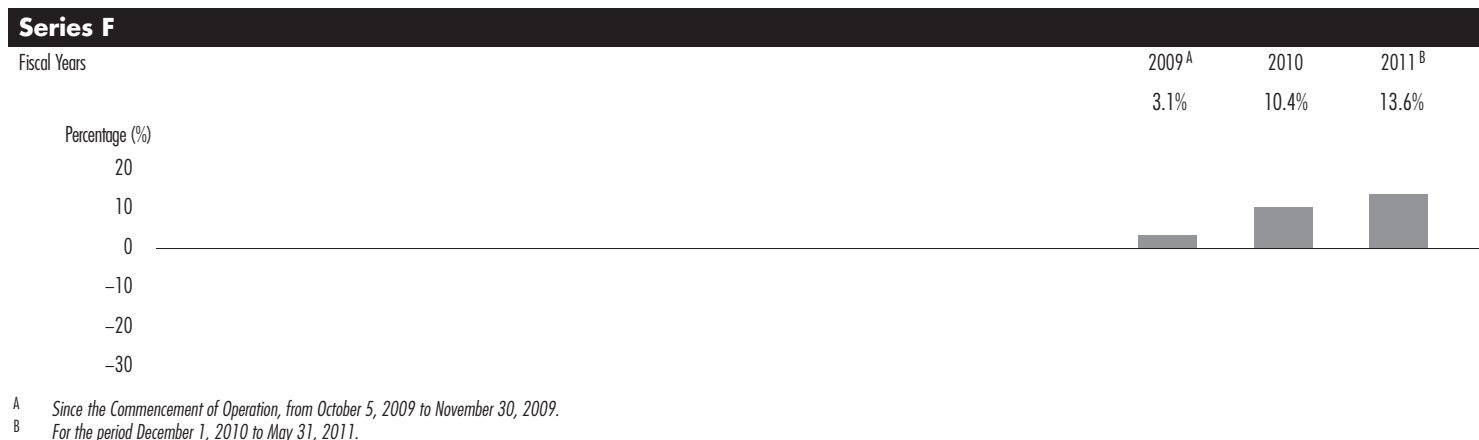 Series F
Fiscal Years 2009 A 2010 2011 B
3.1% 10.4% 13.6%
Percentage (%)
20
10
0
–10
–20
–30
A Since the Commencement of Operation, from October 5, 2009 to November 30, 2009.
B For the period December 1, 2010 to May 31, 2011.